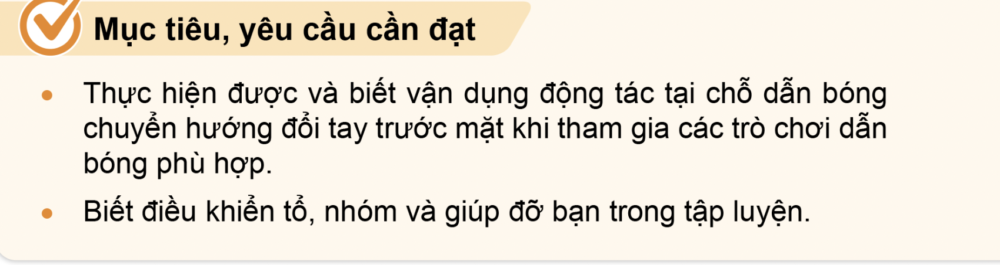 Mục tiêu, yêu cầu cần đạt
Thực hiện được và biết vận dụng động tác tại chỗ dẫn bóng
chuyển hướng đổi tay trước mặt khi tham gia các trò chơi dẫn
bóng phù hợp.
Biết điều khiển tổ, nhóm và giúp đỡ bạn trong tập luyện.